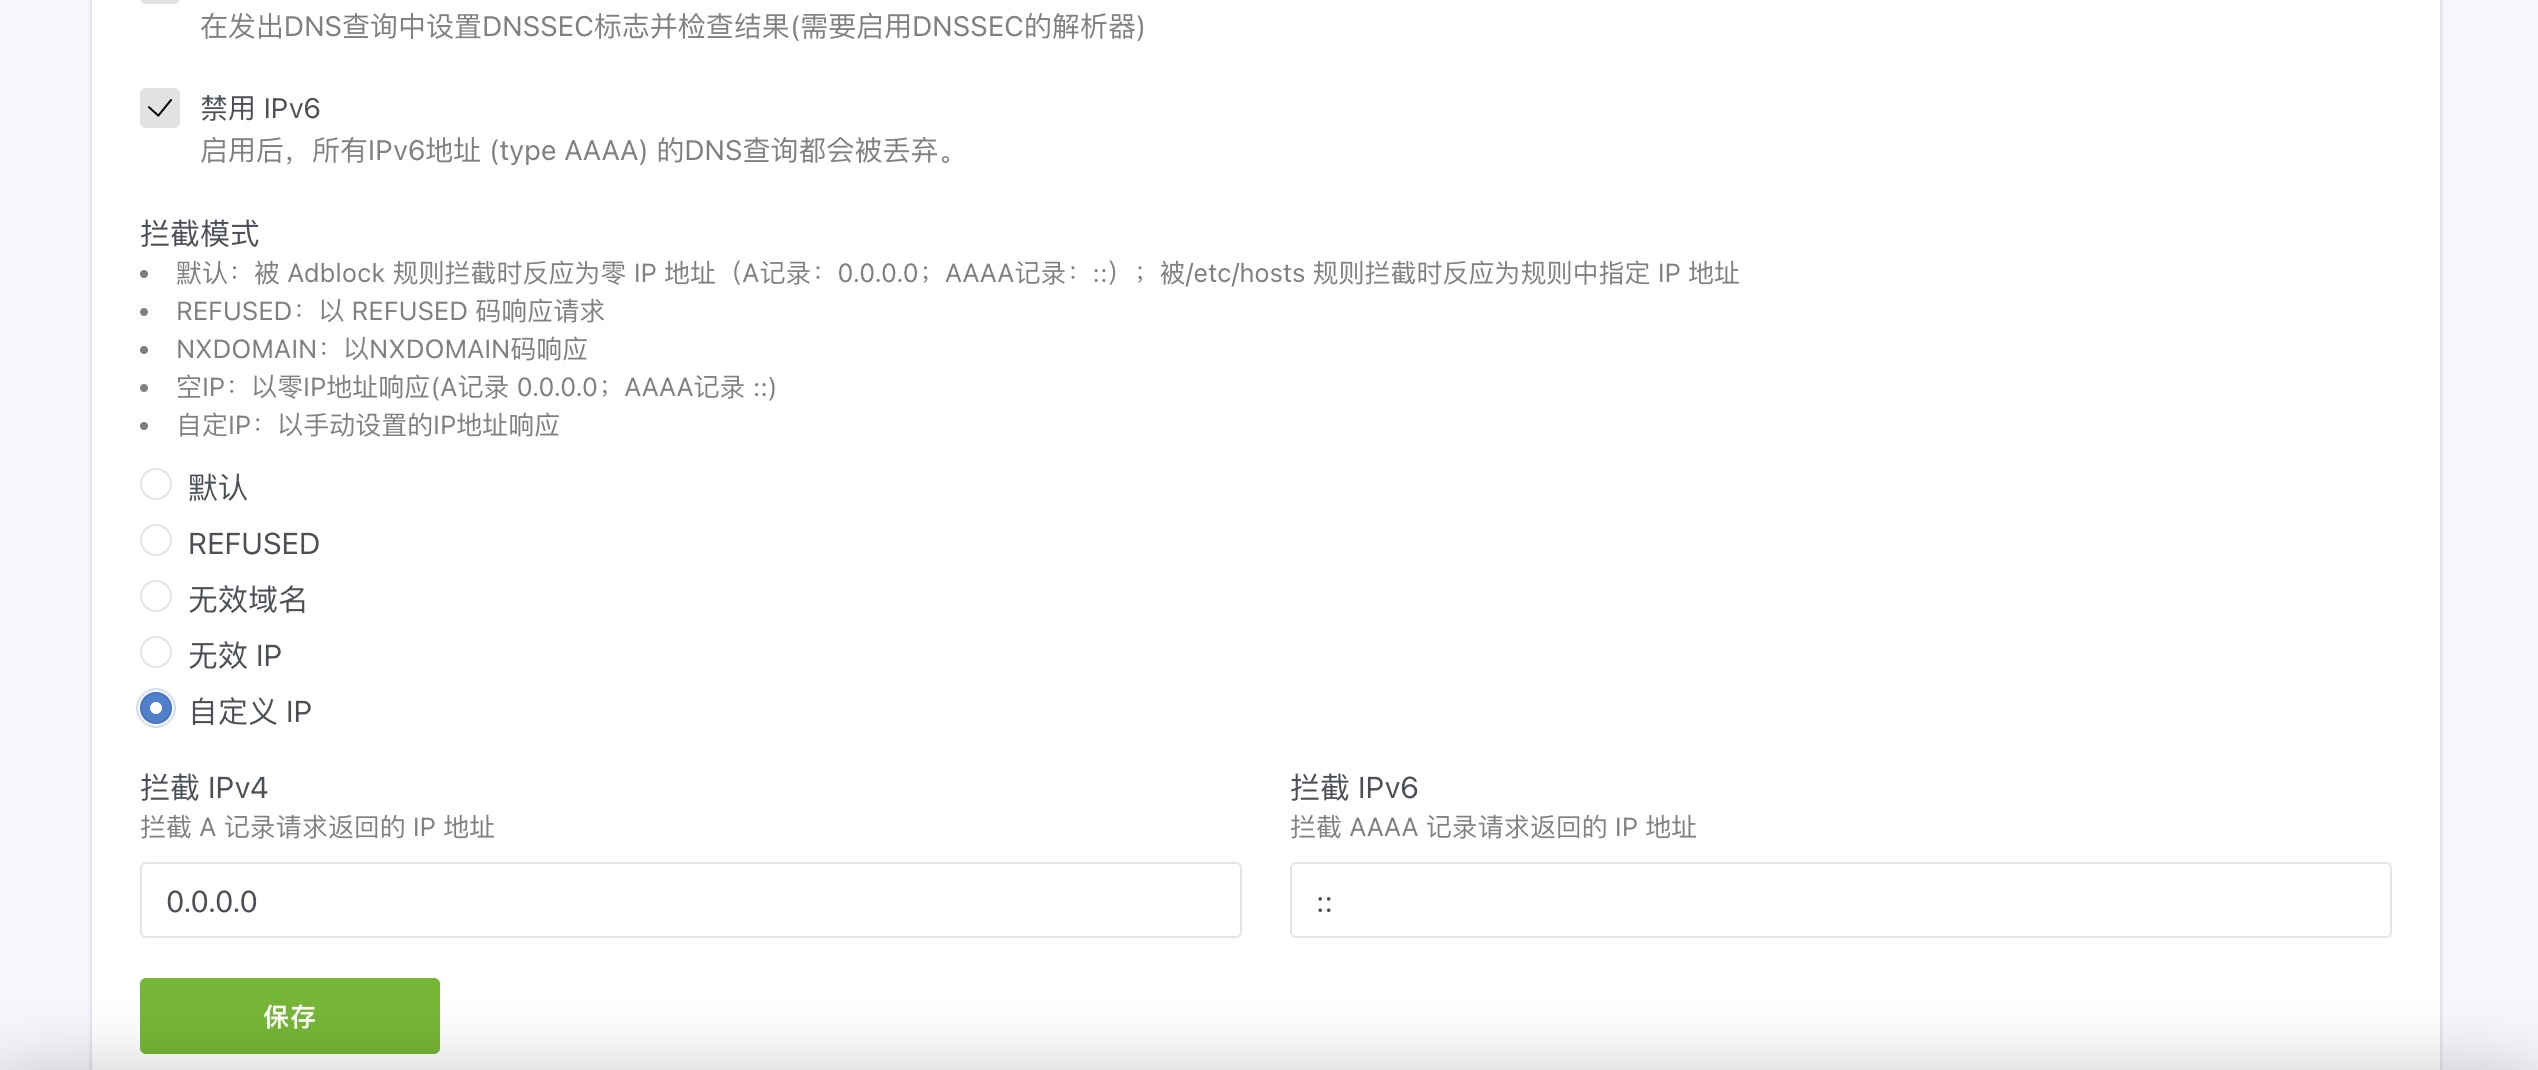 在发出DNS查询中设置DNSSEC标志并检查结果(需要启用DNSSEC的解析器)
禁用 IPv6
启用后，所有IPv6地址 (type AAAA) 的DNS查询都会被丢弃。
拦截模式
• 默认：被 Adblock 规则拦截时反应为零 IP 地址（A记录：0.0.0.0；AAAA记录：::）；被/etc/hosts 规则拦截时反应为规则中指定 IP 地址
• REFUSED：以 REFUSED 码响应请求
• NXDOMAIN：以NXDOMAIN码响应
• 空IP：以零IP地址响应(A记录 0.0.0.0；AAAA记录 ::)
• 自定IP：以手动设置的IP地址响应
默认
REFUSED
无效域名
无效 IP
自定义 IP
拦截 IPv4
拦截 A 记录请求返回的 IP 地址
0.0.0.0
拦截 IPv6
拦截 AAAA 记录请求返回的 IP 地址
::
保存